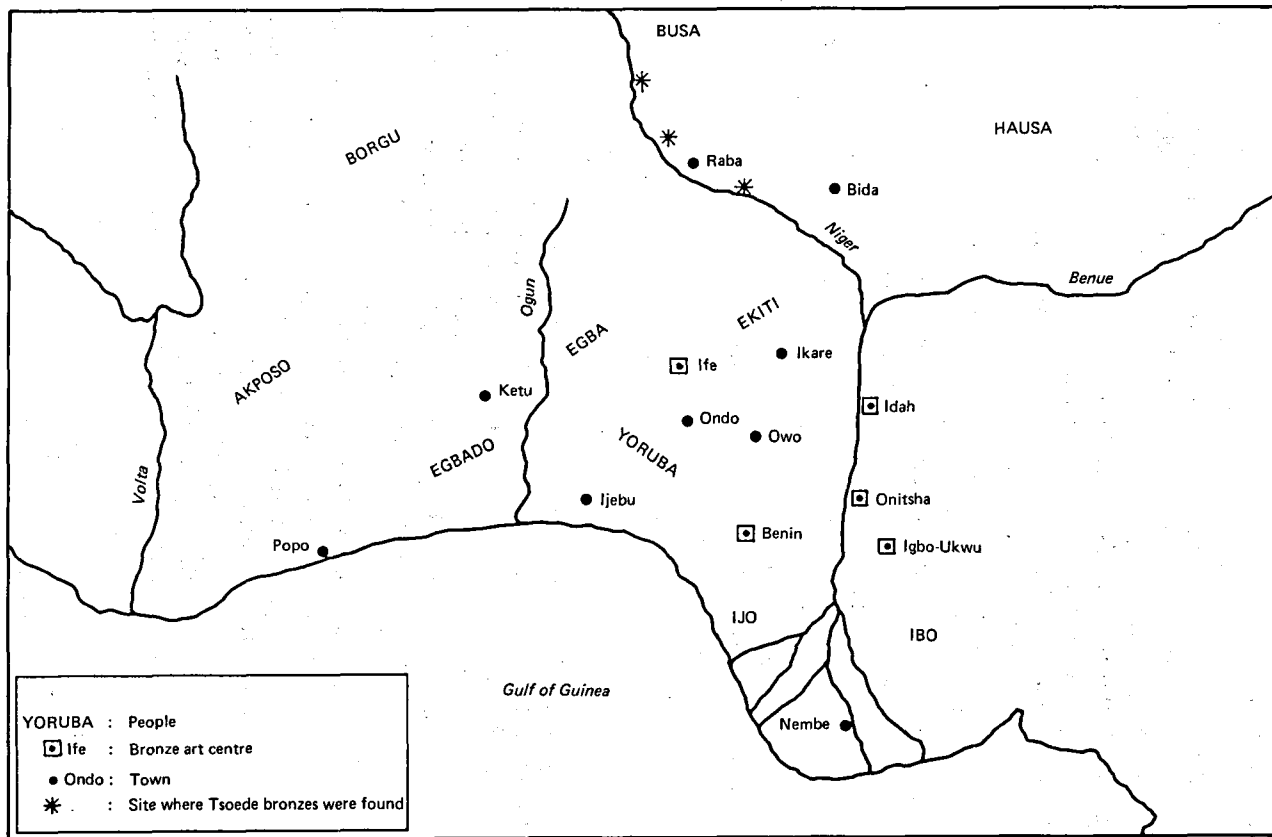 BUSA
HAUSA
BORGU
Raba
Bida
Niger
Benue
Ogun
EKITI
EGBA
Ife
Ikare
AKPOSO
Ketu
Idah
Ondo
Owo
YORUBA
EGBADO
Volta
Ijebu
Onitsha
Benin
Igbo-Ukwu
Popo
IJO
IBO
Gulf of Guinea
Nembe
YORUBA : People
Ife : Bronze art centre
Ondo : Town
: Site where Tsoede bronzes were found